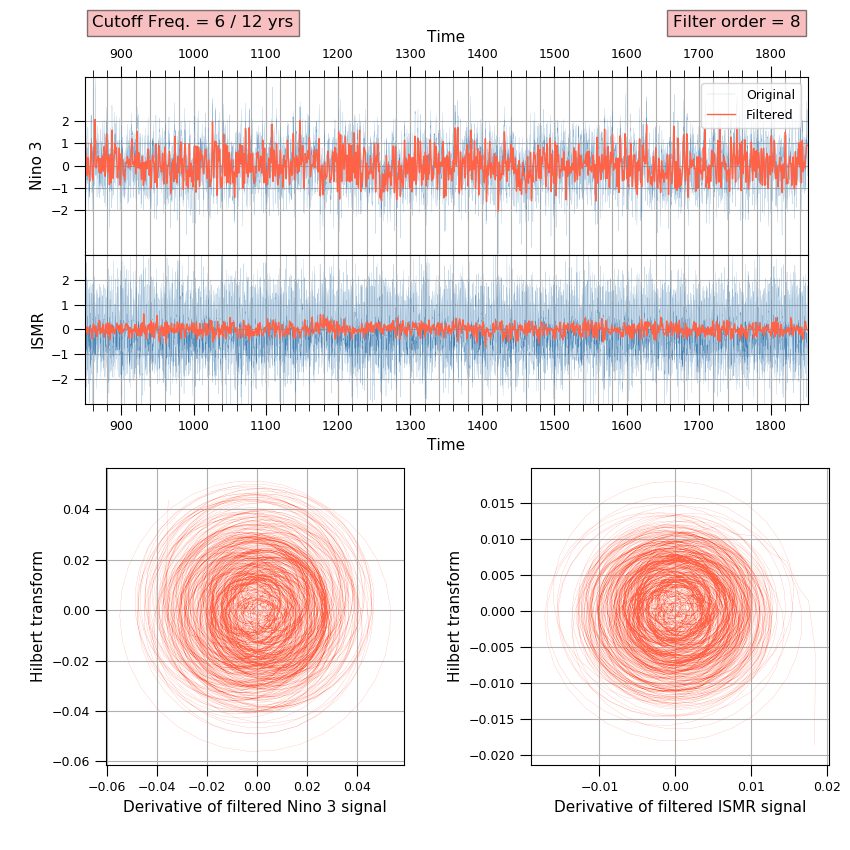 Cutoff Freq. = 6 / 12 yrs
Filter order = 8
Time
900 1000 1100 1200 1300 1400 1500 1600 1700 1800
Original
Filtered
Nino 3
2
1
0
−1
−2
ISMR
2
1
0
−1
−2
900 1000 1100 1200 1300 1400 1500 1600 1700 1800
Time
Hilbert transform
0.04
0.02
0.00
−0.02
−0.04
−0.06
−0.06 −0.04 −0.02 0.00 0.02 0.04
Derivative of filtered Nino 3 signal
Hilbert transform
0.015
0.010
0.005
0.000
−0.005
−0.010
−0.015
−0.020
−0.01 0.00 0.01 0.02
Derivative of filtered ISMR signal